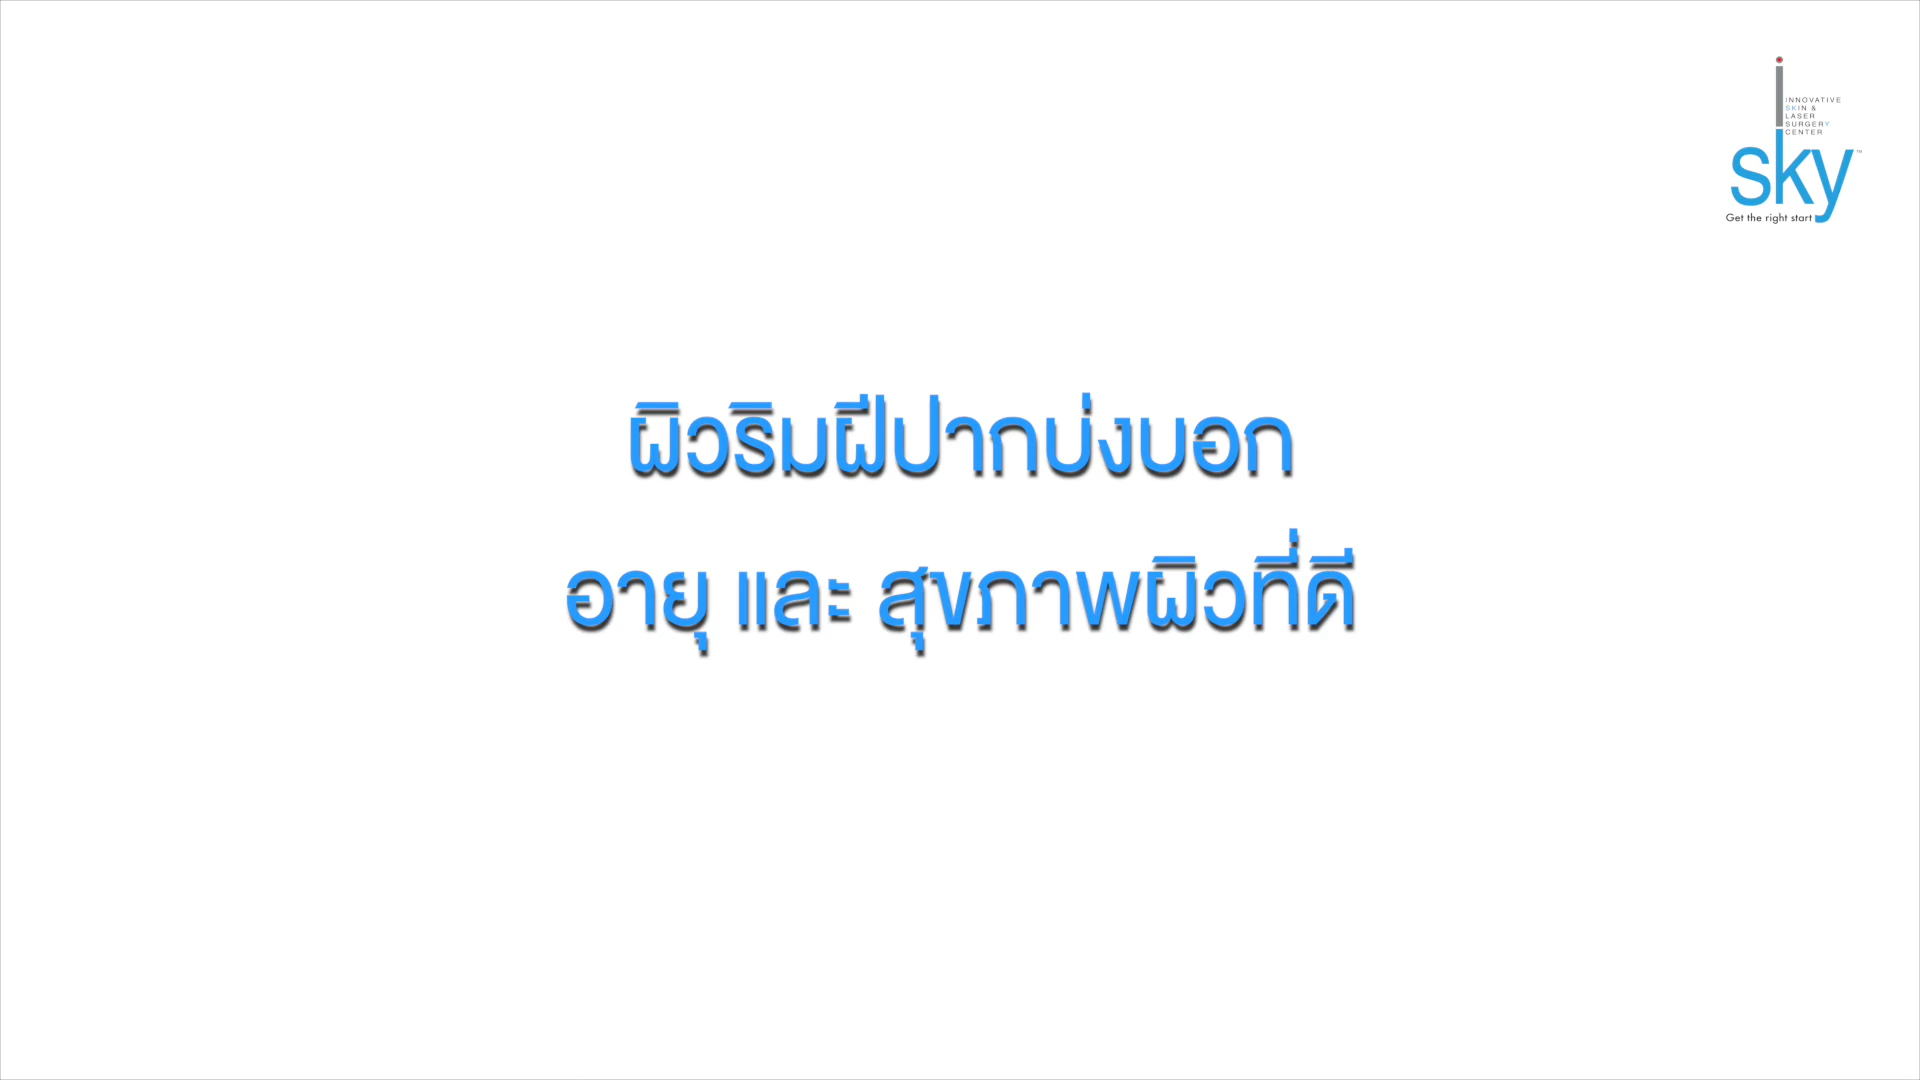 INNOVATIVE
SKIN &
LASER
SURGERY
CENTER
isky™
Get the right start
ผิวริมฝีปากบ่งบอก
อายุ และ สุขภาพผิวที่ดี